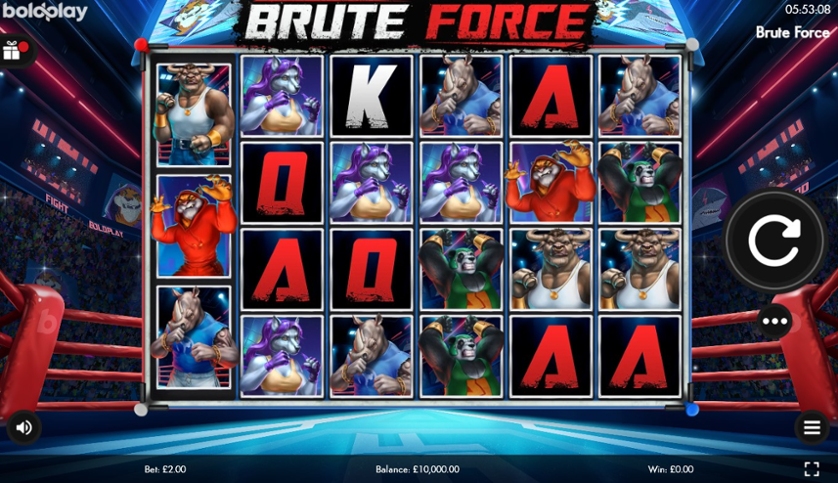 boldplay
BRUTE FORCE
05:53:08
Brute Force
K
A
Q
FIGHT
BOLDPLAY
A
Q
A
A
Bet: £2.00
Balance: £10,000.00
Win: £0.00